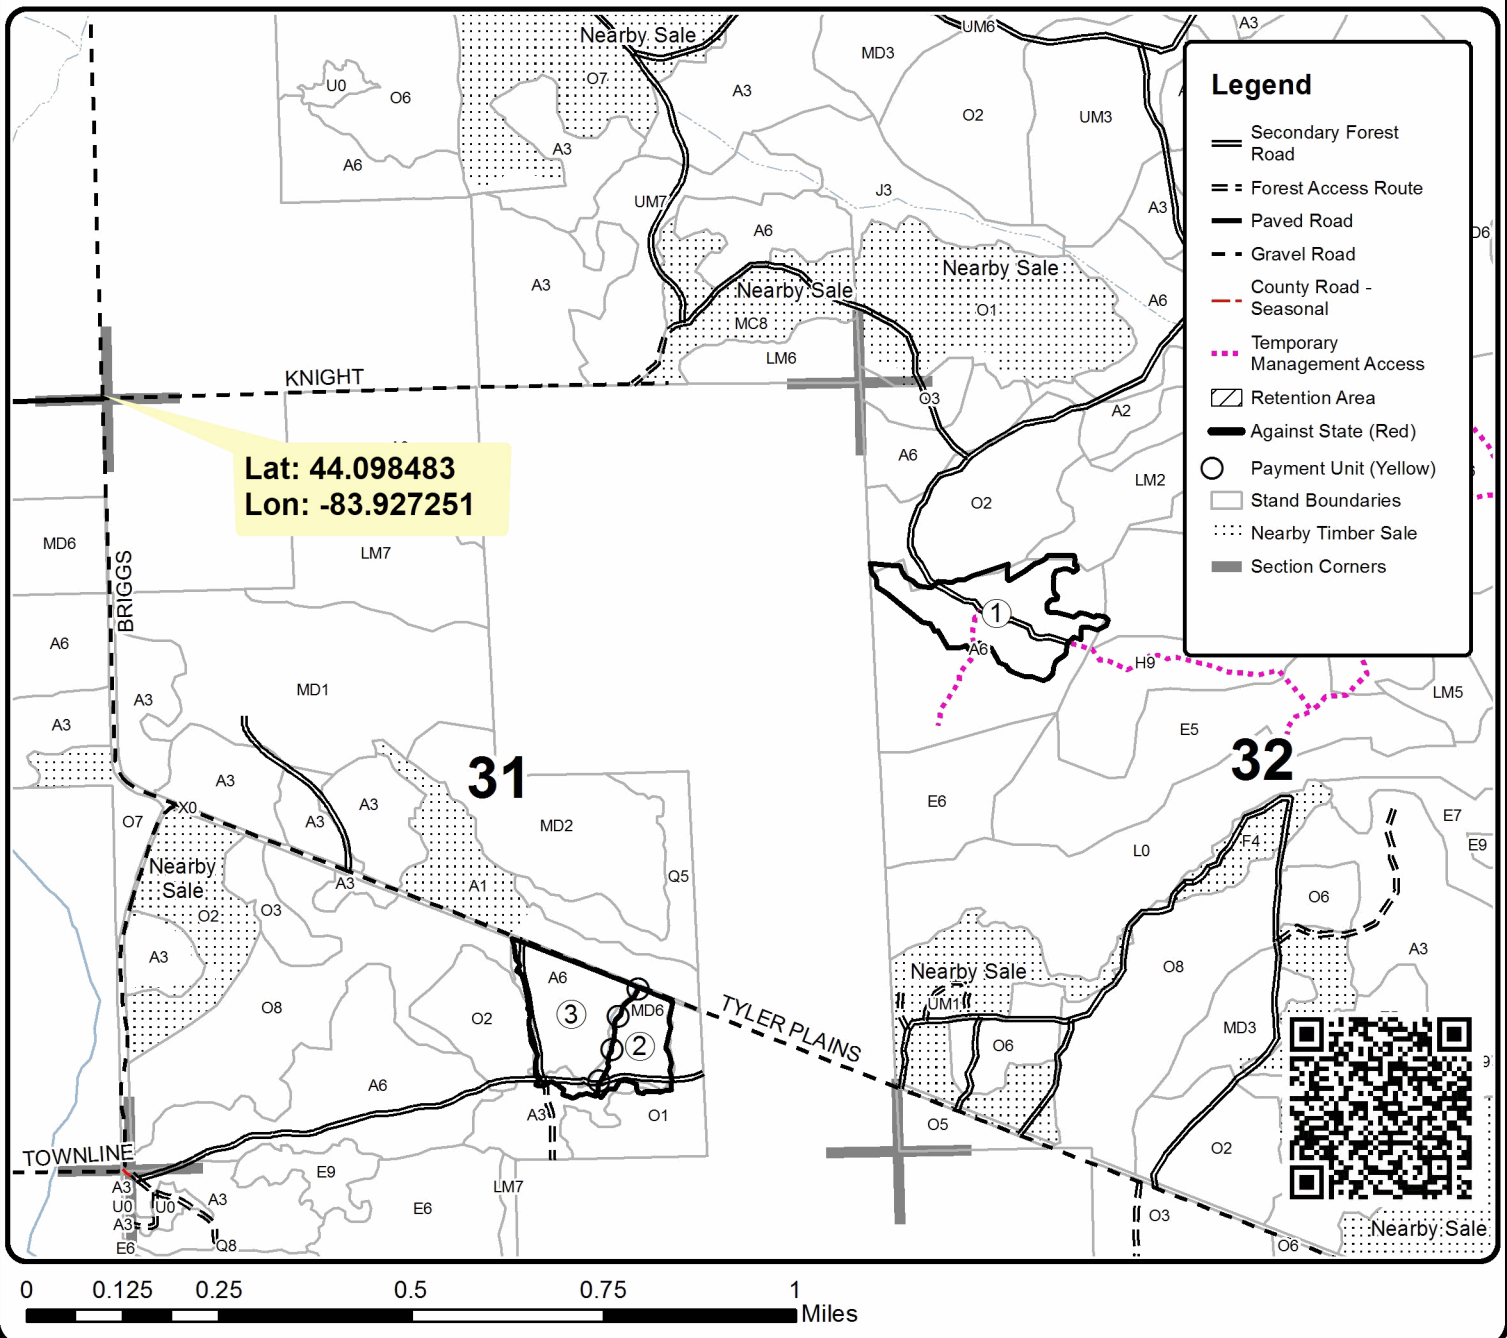 Nearby Sale
UM6
A3
MD3
U0
O6
O7
A3
O2
UM3
A3
A6
J3
UM7
A3
A6
Nearby Sale
A3
Nearby Sale
O1
A6
MC8
LM6
KNIGHT
O3
A2
A6
LM2
O2
Lat: 44.098483
Lon: -83.927251
MD6
LM7
BRIGGS
A6
1
A6
H9
MD1
A3
A3
LM5
E5
31
32
A3
A3
X0
O7
A3
MD2
E6
E7
F4
E9
L0
Nearby
Sale
A3
A1
Q5
O6
O2
O3
A3
A3
A6
Nearby Sale
O8
O8
O2
3
MD6
2
TYLER PLAINS
UM1
MD3
O6
A6
A3
O1
O5
O2
TOWNLINE
E9
A3
U0
A3
U0
A3
E6
Q8
E6
LM7
O3
O6
Nearby Sale
Legend
Secondary Forest
Road
Forest Access Route
Paved Road
Gravel Road
County Road -
Seasonal
Temporary
Management Access
Retention Area
Against State (Red)
Payment Unit (Yellow)
Stand Boundaries
Nearby Timber Sale
Section Corners
0 0.125 0.25 0.5 0.75 1
Miles